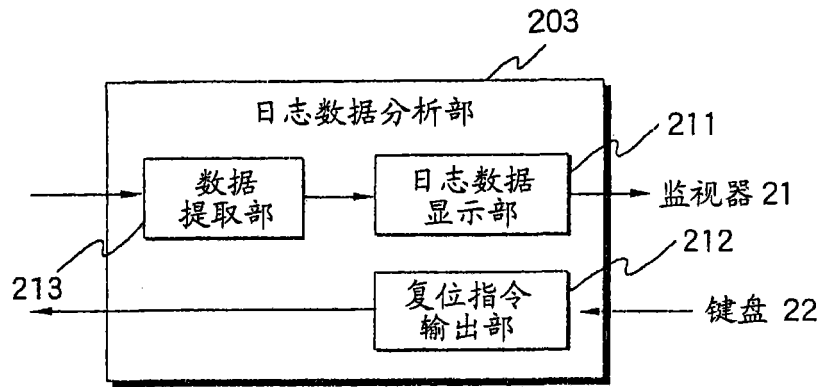 203
日志数据分析部
211
数据
提取部
日志数据
显示部
监视器 21
213
212
复位指令
输出部
键盘 22